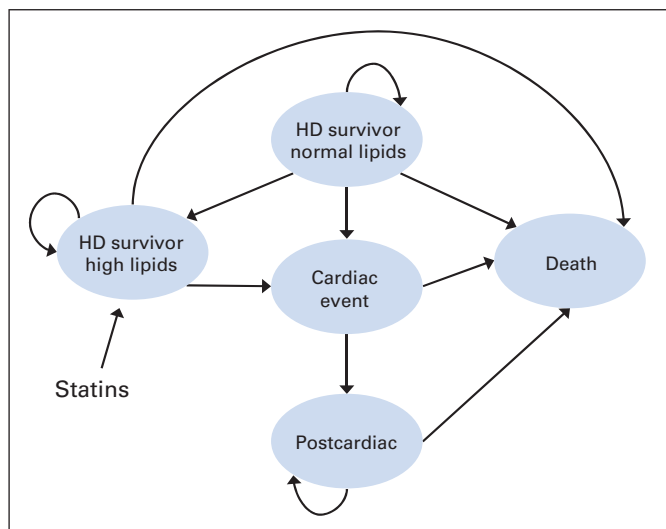 HD survivor
normal lipids
HD survivor
high lipids
Cardiac
event
Death
Statins
Postcardiac